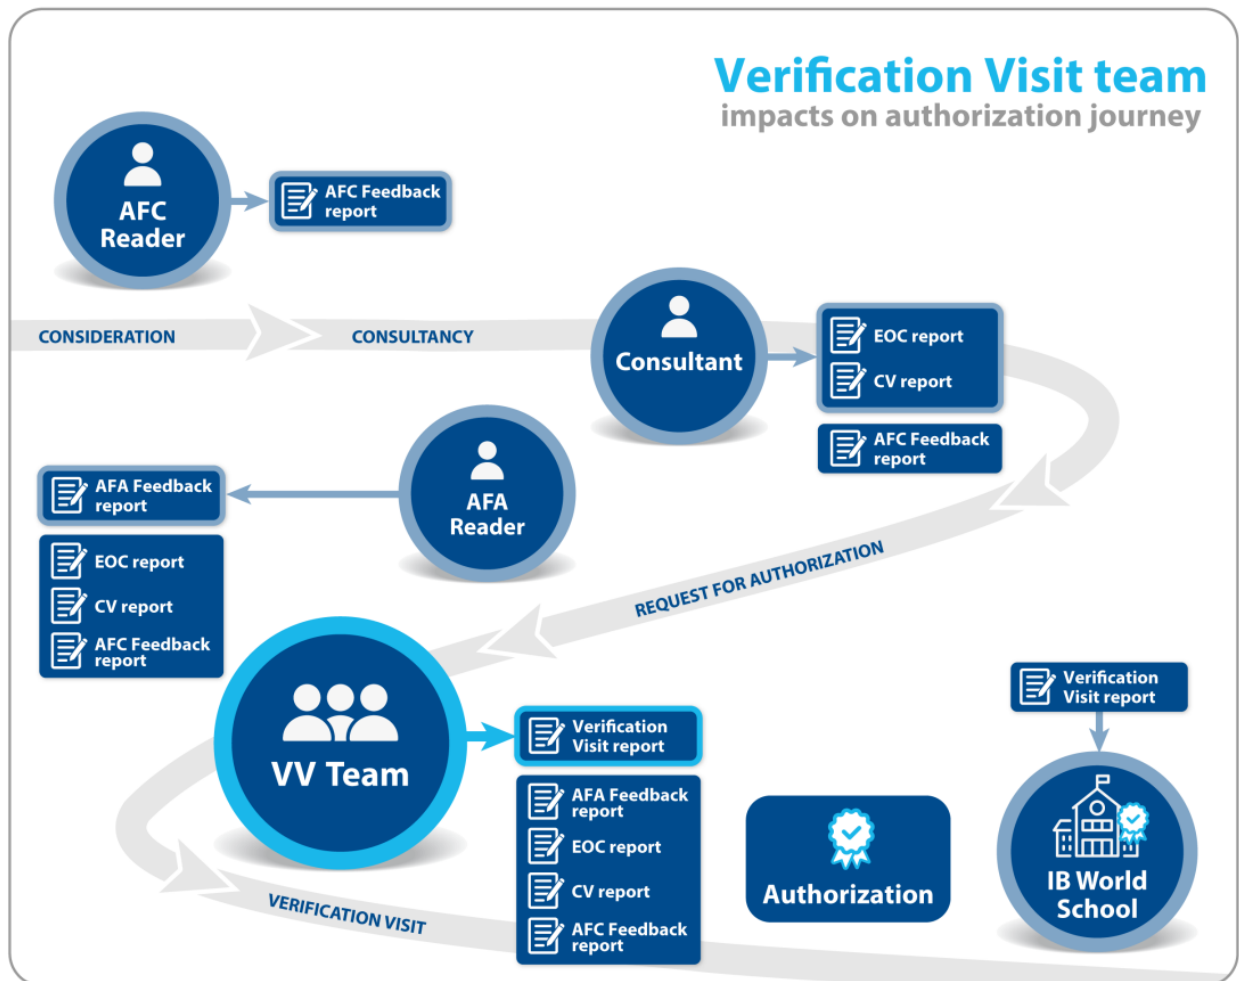 Verification Visit team
impacts on authorization journey
AFC
Reader
AFC Feedback
report
CONSIDERATION
CONSULTANCY
Consultant
EOC report
CV report
AFC Feedback
report
AFA
Reader
AFA Feedback
report
EOC report
CV report
AFC Feedback
report
REQUEST FOR AUTHORIZATION
VV Team
Verification
Visit report
AFA Feedback
report
EOC report
CV report
AFC Feedback
report
VERIFICATION VISIT
Authorization
Verification
Visit report
IB World
School